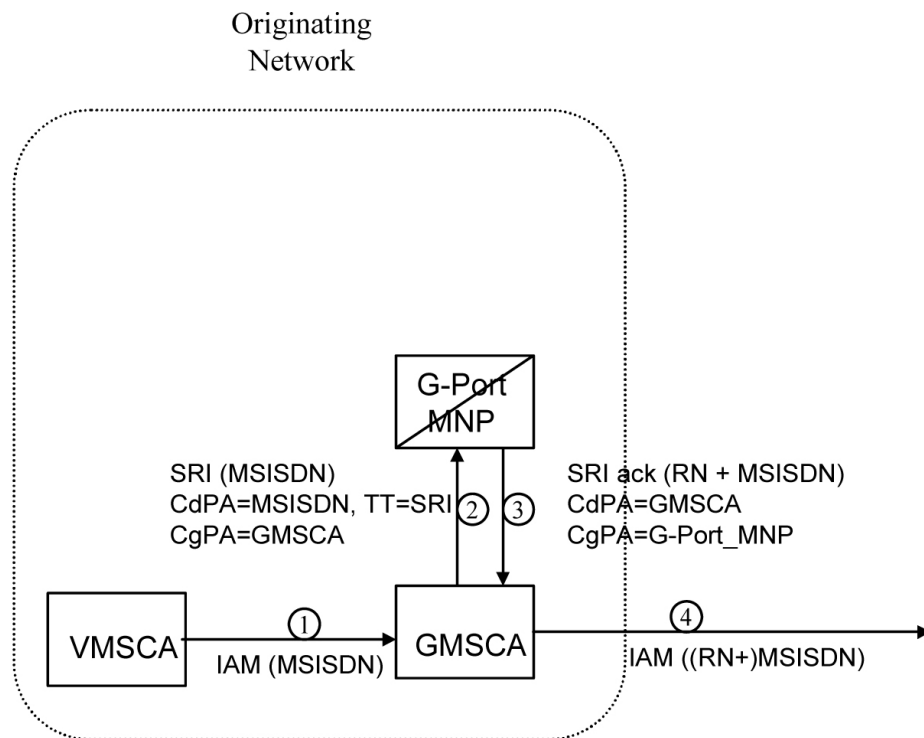 Originating
Network
G-Port
MNP
SRI (MSISDN)
CdPA=MSISDN, TT=SRI
CgPA=GMSCA
2
3
SRI ack (RN + MSISDN)
CdPA=GMSCA
CgPA=G-Port_MNP
VMSCA
1
IAM (MSISDN)
GMSCA
4
IAM ((RN+)MSISDN)